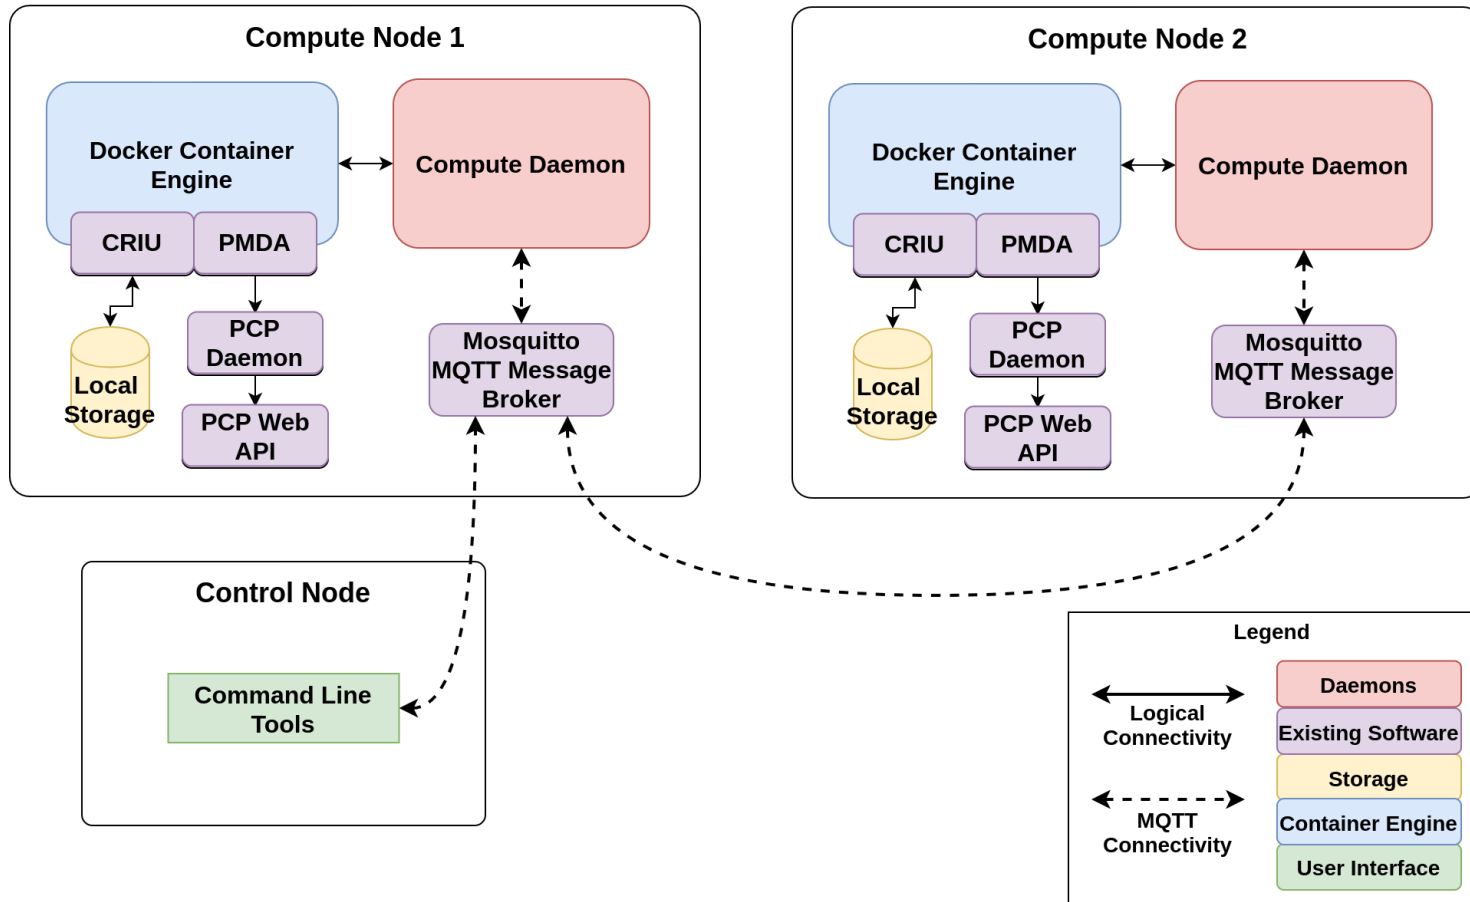 Compute Node 1
Docker Container
Engine
Compute Daemon
CRIU
PMDA
PCP
Daemon
Local
Storage
PCP Web
API
Mosquitto
MQTT Message
Broker
Compute Node 2
Docker Container
Engine
Compute Daemon
CRIU
PMDA
PCP
Daemon
Local
Storage
PCP Web
API
Mosquitto
MQTT Message
Broker
Control Node
Command Line
Tools
Legend
Logical
Connectivity
MQTT
Connectivity
Daemons
Existing Software
Storage
Container Engine
User Interface